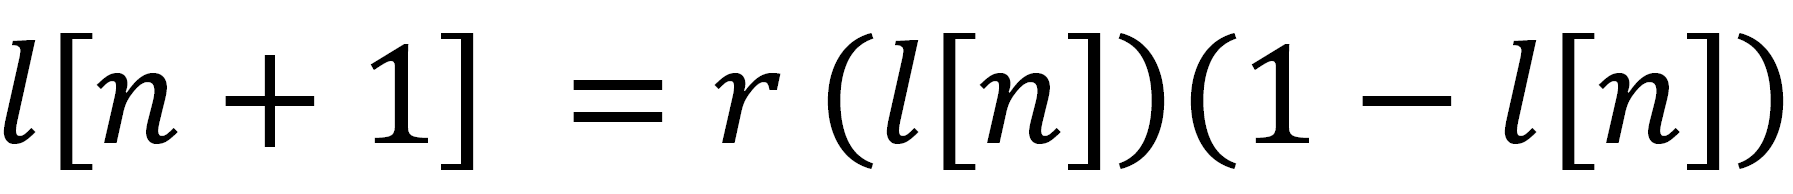 l[n + 1] = r (l[n])(1 − l[n])